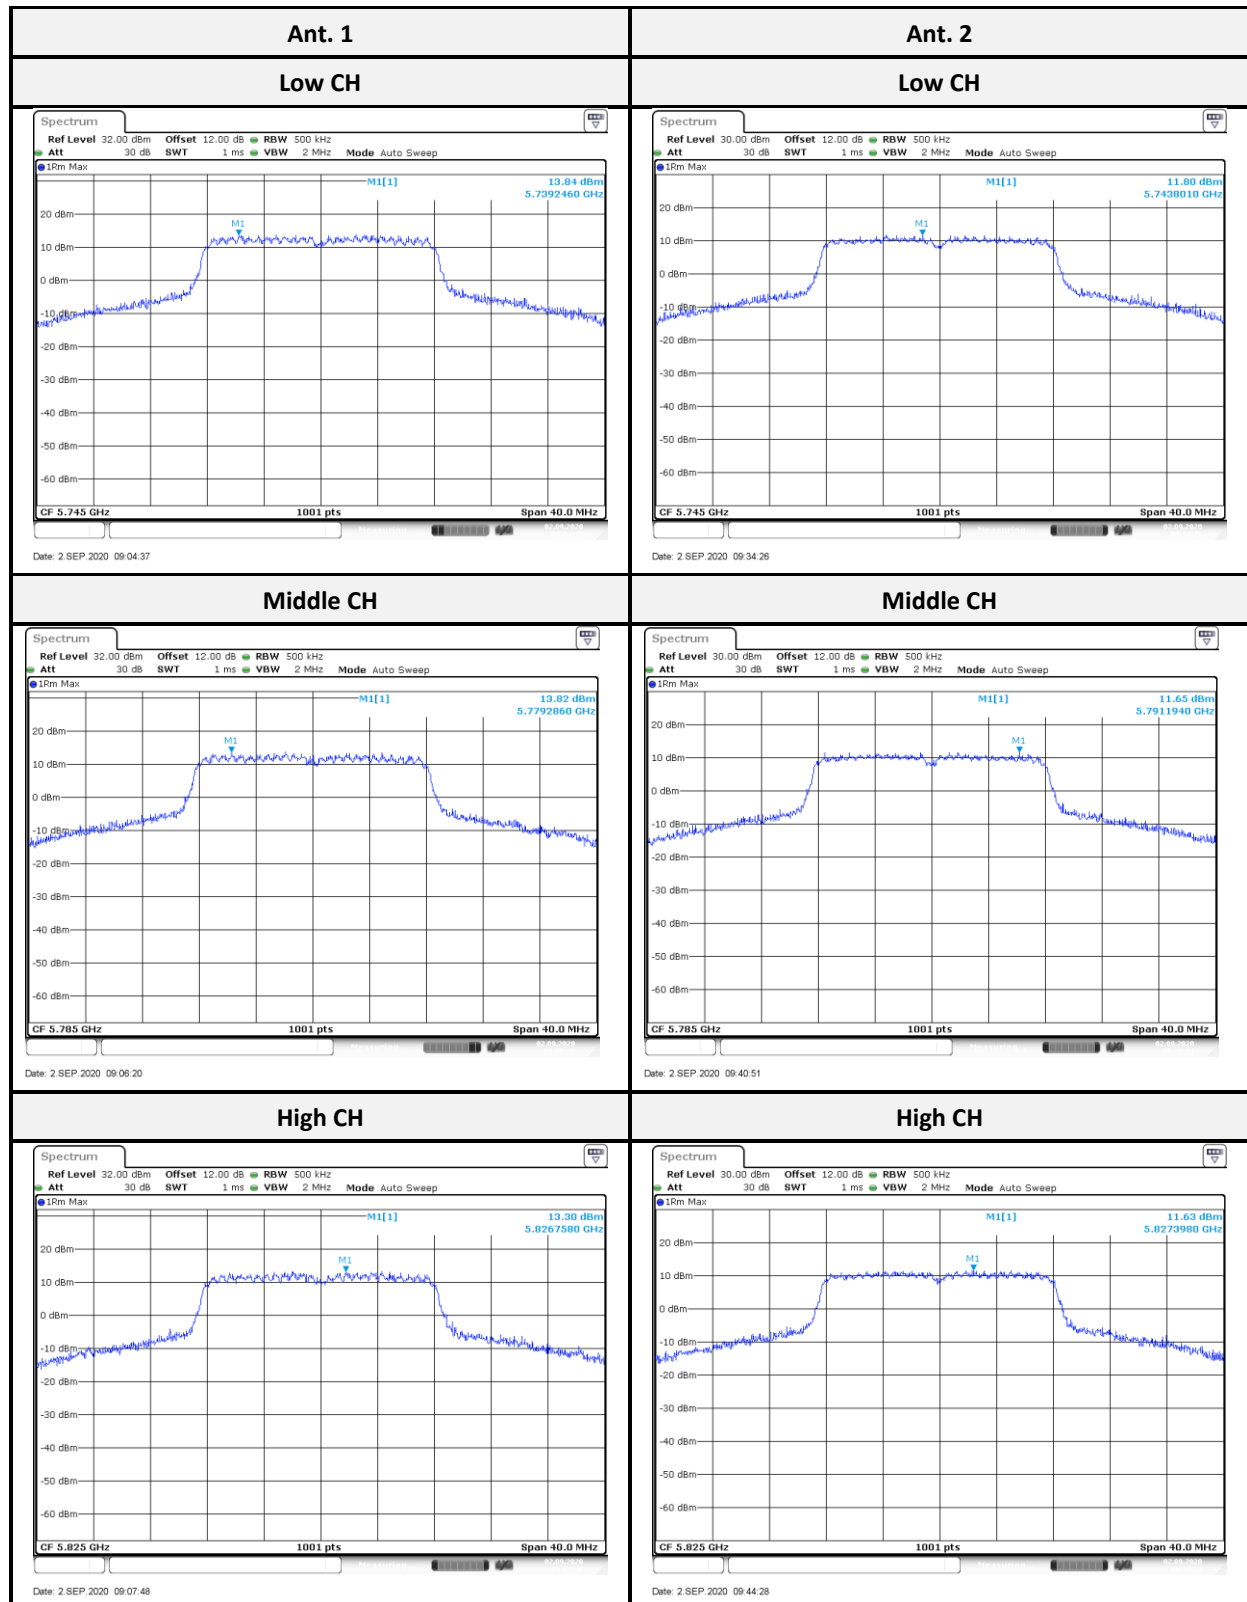 Ant. 1 Ant. 2
Low CH Low CH
Spectrum
Ref Level 32.00 dBm Offset 12.00 dB RBW 500 kHz
Att 30 dB SWT 1 ms VBW 2 MHz Mode Auto Sweep
1Rm Max
M1[1] 13.84 dBm
5.7392460 GHz
20 dBm
M1
10 dBm
0 dBm
-10 dBm
-20 dBm
-30 dBm
-40 dBm
-50 dBm
-60 dBm
CF 5.745 GHz 1001 pts Span 40.0 MHz
Date: 2.SEP.2020 09:04:37
Spectrum
Ref Level 30.00 dBm Offset 12.00 dB RBW 500 kHz
Att 30 dB SWT 1 ms VBW 2 MHz Mode Auto Sweep
1Rm Max
M1[1] 11.80 dBm
5.7438010 GHz
20 dBm
M1
10 dBm
0 dBm
-10 dBm
-20 dBm
-30 dBm
-40 dBm
-50 dBm
-60 dBm
CF 5.745 GHz 1001 pts Span 40.0 MHz
Date: 2.SEP.2020 09:34:26
Middle CH Middle CH
Spectrum
Ref Level 32.00 dBm Offset 12.00 dB RBW 500 kHz
Att 30 dB SWT 1 ms VBW 2 MHz Mode Auto Sweep
1Rm Max
M1[1] 13.82 dBm
5.7792860 GHz
20 dBm
M1
10 dBm
0 dBm
-10 dBm
-20 dBm
-30 dBm
-40 dBm
-50 dBm
-60 dBm
CF 5.785 GHz 1001 pts Span 40.0 MHz
Date: 2.SEP.2020 09:06:20
Spectrum
Ref Level 30.00 dBm Offset 12.00 dB RBW 500 kHz
Att 30 dB SWT 1 ms VBW 2 MHz Mode Auto Sweep
1Rm Max
M1[1] 11.65 dBm
5.7911940 GHz
20 dBm
M1
10 dBm
0 dBm
-10 dBm
-20 dBm
-30 dBm
-40 dBm
-50 dBm
-60 dBm
CF 5.785 GHz 1001 pts Span 40.0 MHz
Date: 2.SEP.2020 09:40:51
High CH High CH
Spectrum
Ref Level 32.00 dBm Offset 12.00 dB RBW 500 kHz
Att 30 dB SWT 1 ms VBW 2 MHz Mode Auto Sweep
1Rm Max
M1[1] 13.30 dBm
5.8267580 GHz
20 dBm
M1
10 dBm
0 dBm
-10 dBm
-20 dBm
-30 dBm
-40 dBm
-50 dBm
-60 dBm
CF 5.825 GHz 1001 pts Span 40.0 MHz
Date: 2.SEP.2020 09:07:48
Spectrum
Ref Level 30.00 dBm Offset 12.00 dB RBW 500 kHz
Att 30 dB SWT 1 ms VBW 2 MHz Mode Auto Sweep
1Rm Max
M1[1] 11.63 dBm
5.8273980 GHz
20 dBm
M1
10 dBm
0 dBm
-10 dBm
-20 dBm
-30 dBm
-40 dBm
-50 dBm
-60 dBm
CF 5.825 GHz 1001 pts Span 40.0 MHz
Date: 2.SEP.2020 09:44:28